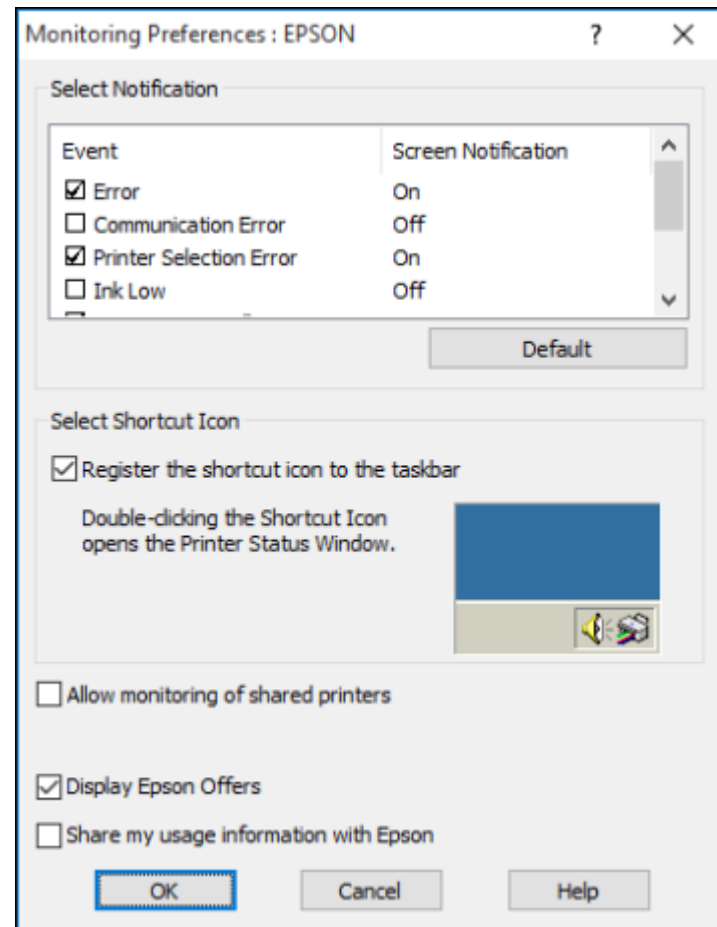 Monitoring Preferences : EPSON ? ×
Select Notification
Event Screen Notification
Error On
Communication Error Off
Printer Selection Error On
Ink Low Off
Default
Select Shortcut Icon
Register the shortcut icon to the taskbar
Double-clicking the Shortcut Icon
opens the Printer Status Window.
Allow monitoring of shared printers
Display Epson Offers
Share my usage information with Epson
OK Cancel Help